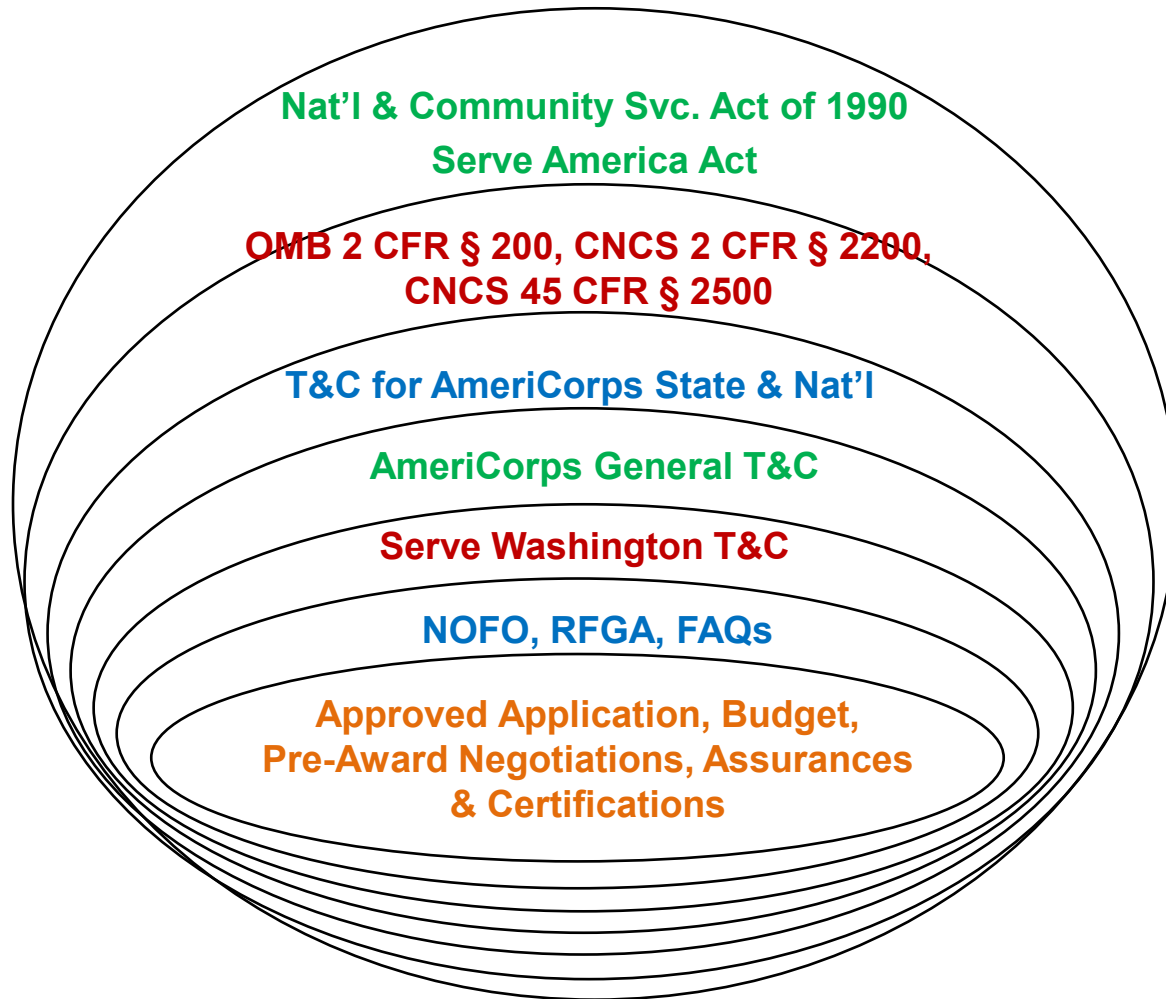 Nat’l & Community Svc. Act of 1990
Serve America Act
OMB 2 CFR § 200, CNCS 2 CFR § 2200,
CNCS 45 CFR § 2500
T&C for AmeriCorps State & Nat’l
AmeriCorps General T&C
Serve Washington T&C
NOFO, RFGA, FAQs
Approved Application, Budget,
Pre-Award Negotiations, Assurances
& Certifications